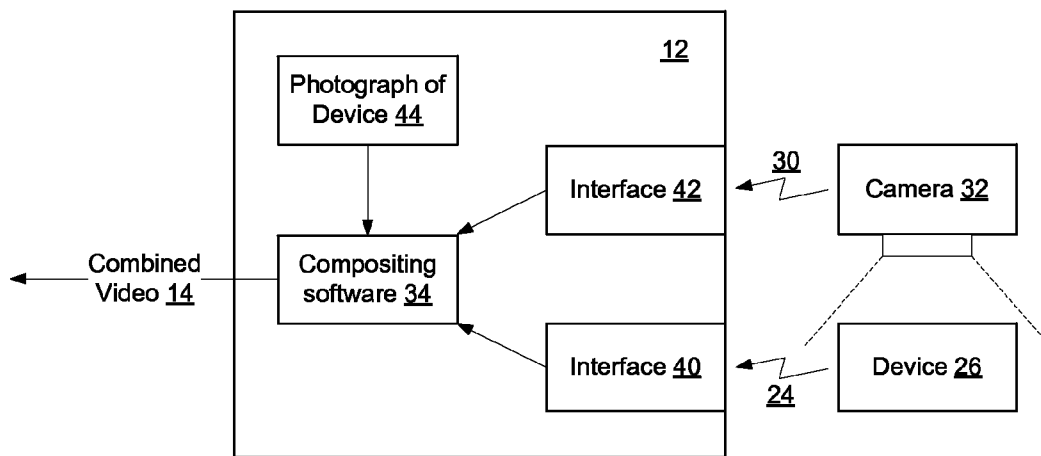 12
Photograph of
Device 44
30
Interface 42
Camera 32
Combined
Video 14
Compositing
software 34
Interface 40
24
Device 26